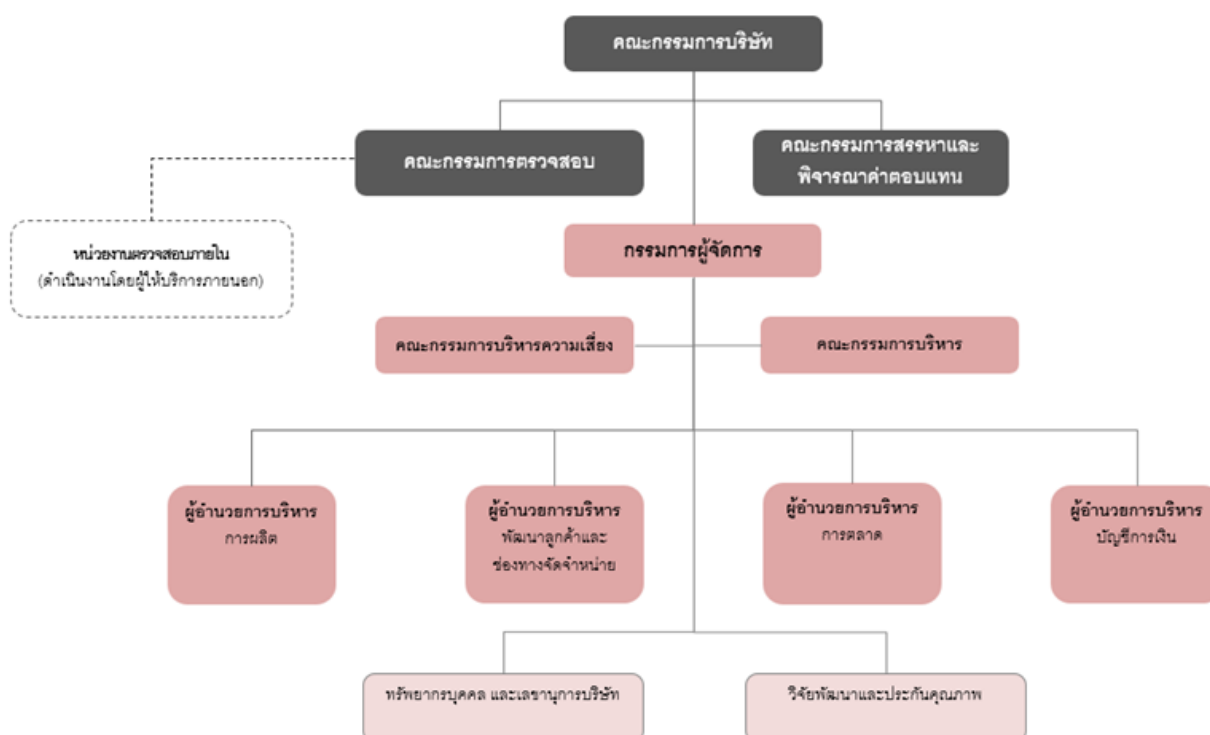 คณะกรรมการบริษัท
คณะกรรมการตรวจสอบ
คณะกรรมการสรรหาและ
พิจารณาค่าตอบแทน
หน่วยงานตรวจสอบภายใน
(ดำเนินงานโดยผู้ให้บริการภายนอก)
กรรมการผู้จัดการ
คณะกรรมการบริหารความเสี่ยง
คณะกรรมการบริหาร
ผู้อำนวยการบริหาร
การผลิต
ผู้อำนวยการบริหาร
พัฒนาลูกค้าและ
ช่องทางจัดจำหน่าย
ผู้อำนวยการบริหาร
การตลาด
ผู้อำนวยการบริหาร
บัญชีการเงิน
ทรัพยากรบุคคล และเลขานุการบริษัท
วิจัยพัฒนาและประกันคุณภาพ